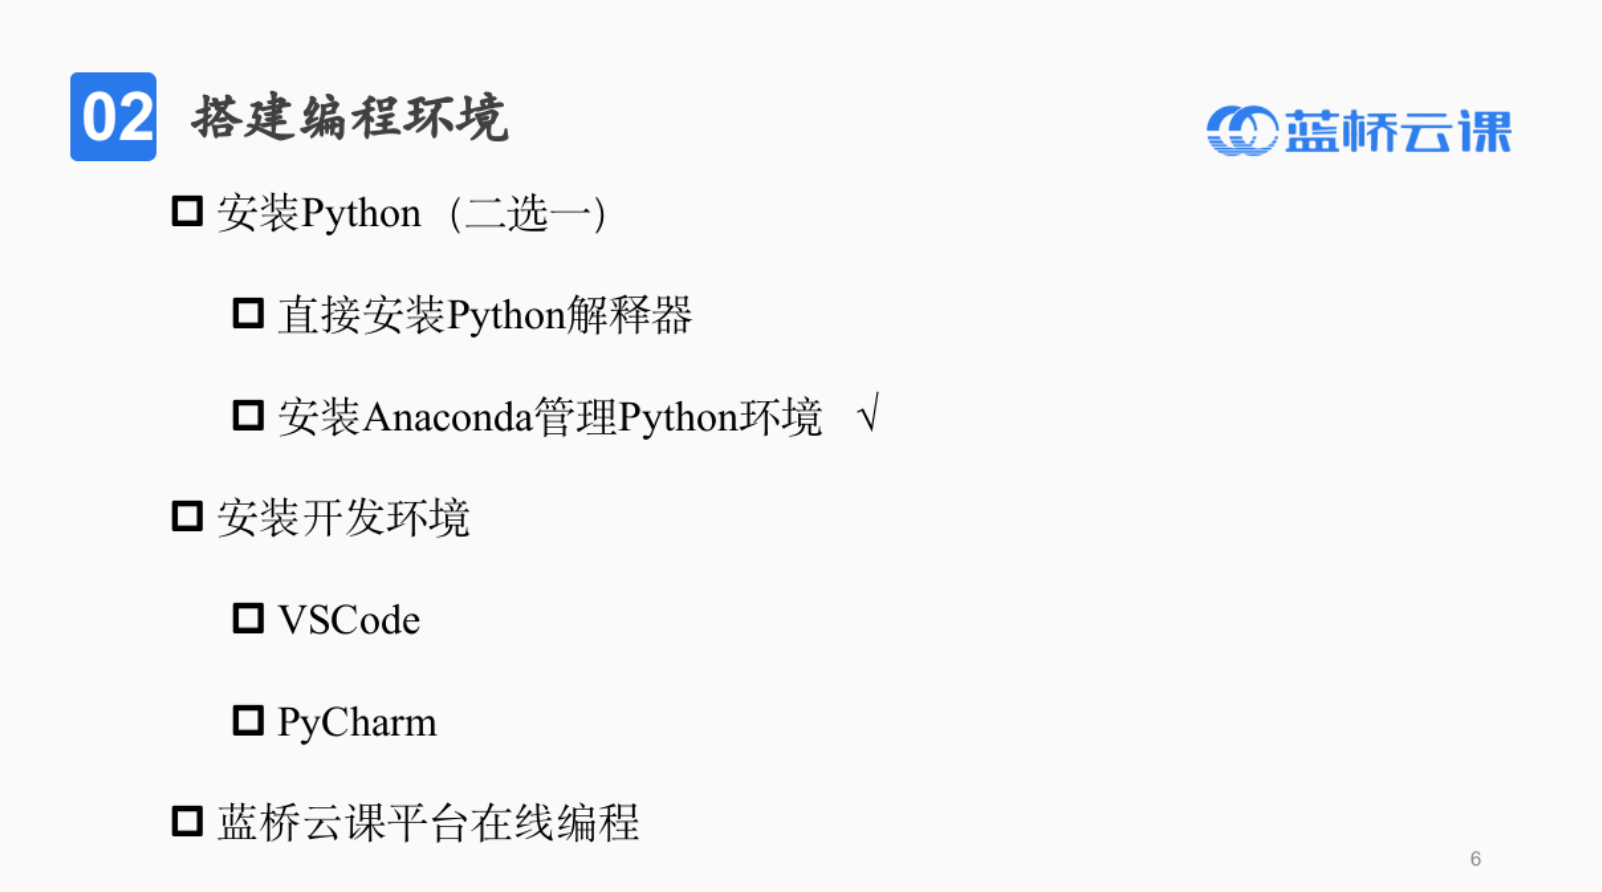 02 搭建编程环境
蓝桥云课
安装Python（二选一）
直接安装Python解释器
安装Anaconda管理Python环境 √
安装开发环境
VSCode
PyCharm
蓝桥云课平台在线编程
6